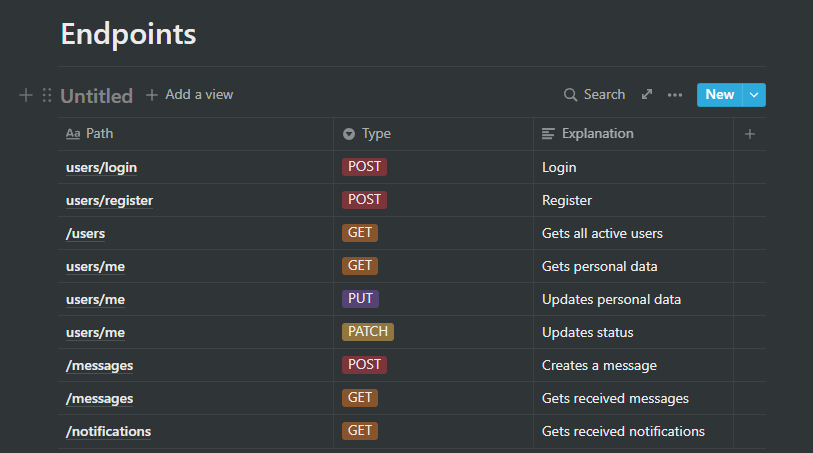 Endpoints
Untitled + Add a view Search New
Aa Path Type Explanation +
users/login POST Login
users/register POST Register
/users GET Gets all active users
users/me GET Gets personal data
users/me PUT Updates personal data
users/me PATCH Updates status
/messages POST Creates a message
/messages GET Gets received messages
/notifications GET Gets received notifications